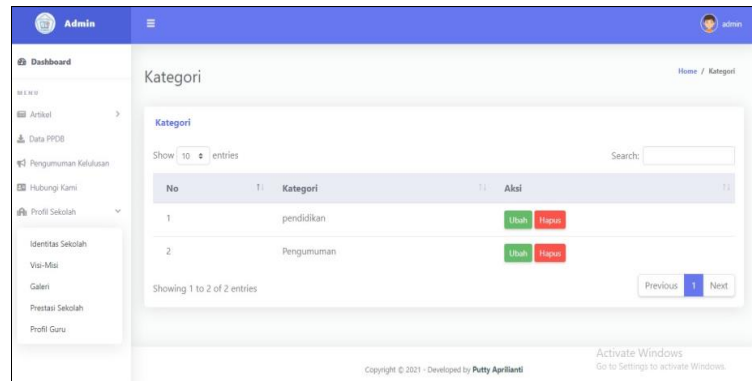 Admin
admin
Dashboard
Kategori
Home / Kategori
MENU
Artikel
Data PPDB
Pengumuman Kelulusan
Hubungi Kami
Profil Sekolah
Identitas Sekolah
Visi-Misi
Galeri
Prestasi Sekolah
Profil Guru
Kategori
Show 10 entries
Search:
No Kategori Aksi
1 pendidikan Ubah Hapus
2 Pengumuman Ubah Hapus
Showing 1 to 2 of 2 entries
Previous 1 Next
Activate Windows
Go to Settings to activate Windows.
Copyright © 2021 - Developed by Putty Aprilianti